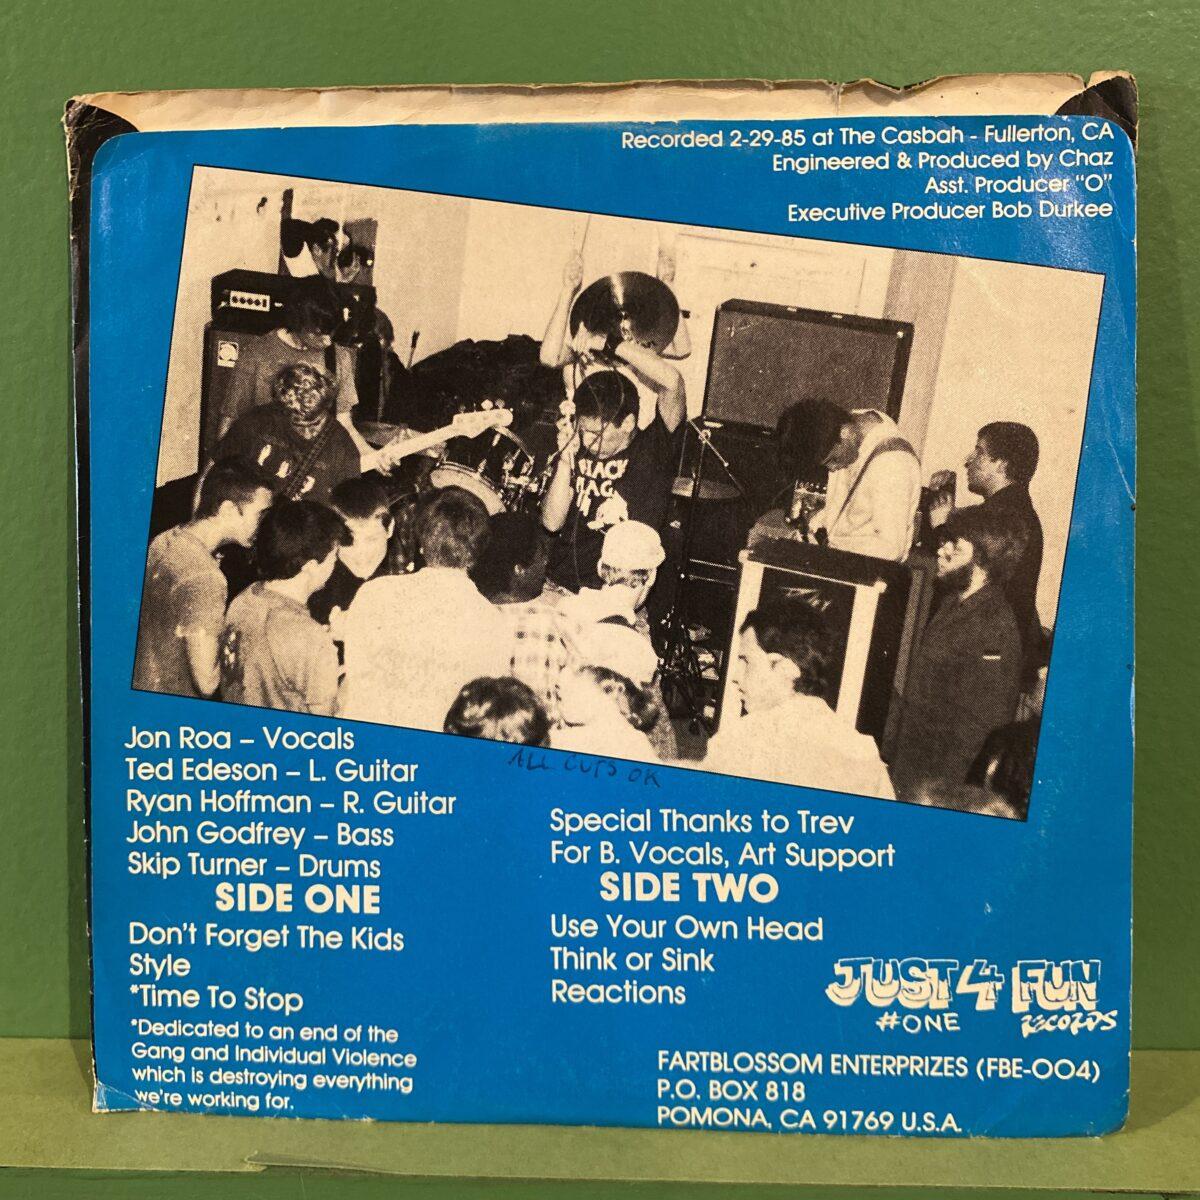 Recorded 2-29-85 at The Casbah - Fullerton, CA
Engineered & Produced by Chaz
Asst. Producer "O"
Executive Producer Bob Durkee
BLACK
FLAG
Jon Roa – Vocals
Ted Edeson – L. Guitar
Ryan Hoffman – R. Guitar
John Godfrey – Bass
Skip Turner – Drums
SIDE ONE
Don't Forget The Kids
Style
*Time To Stop
*Dedicated to an end of the
Gang and Individual Violence
which is destroying everything
we're working for.
ALL CUTS OK
Special Thanks to Trev
For B. Vocals, Art Support
SIDE TWO
Use Your Own Head
Think or Sink
Reactions
JUST 4 FUN
#ONE RECORDS
FARTBLOSSOM ENTERPRIZES (FBE-OO4)
P.O. BOX 818
POMONA, CA 91769 U.S.A.